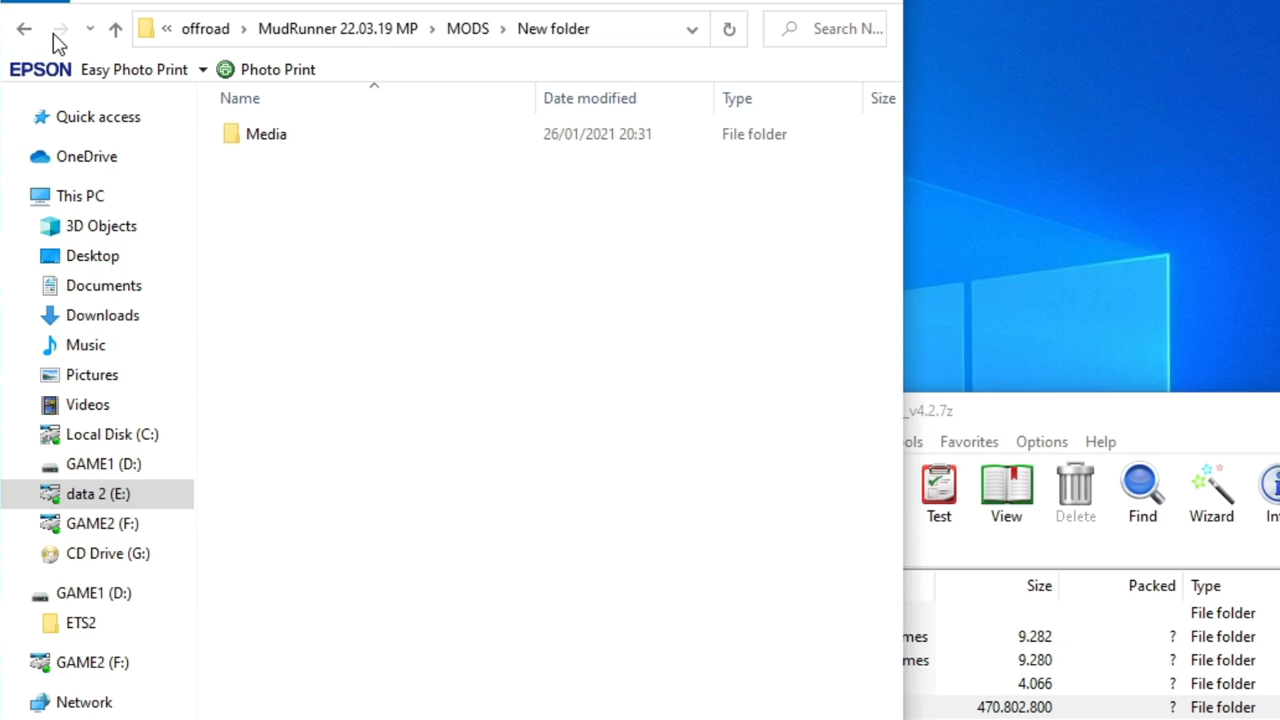 « offroad › MudRunner 22.03.19 MP › MODS › New folder
Search N...
EPSON Easy Photo Print Photo Print
Name Date modified Type Size
Media 26/01/2021 20:31 File folder
Quick access
OneDrive
This PC
3D Objects
Desktop
Documents
Downloads
Music
Pictures
Videos
Local Disk (C:)
GAME1 (D:)
data 2 (E:)
GAME2 (F:)
CD Drive (G:)
GAME1 (D:)
ETS2
GAME2 (F:)
Network
_v4.2.7z
ols Favorites Options Help
Test View Delete Find Wizard In
Size Packed Type
File folder
mes 9.282 ? File folder
mes 9.280 ? File folder
4.066 ? File folder
470.802.800 ? File folder